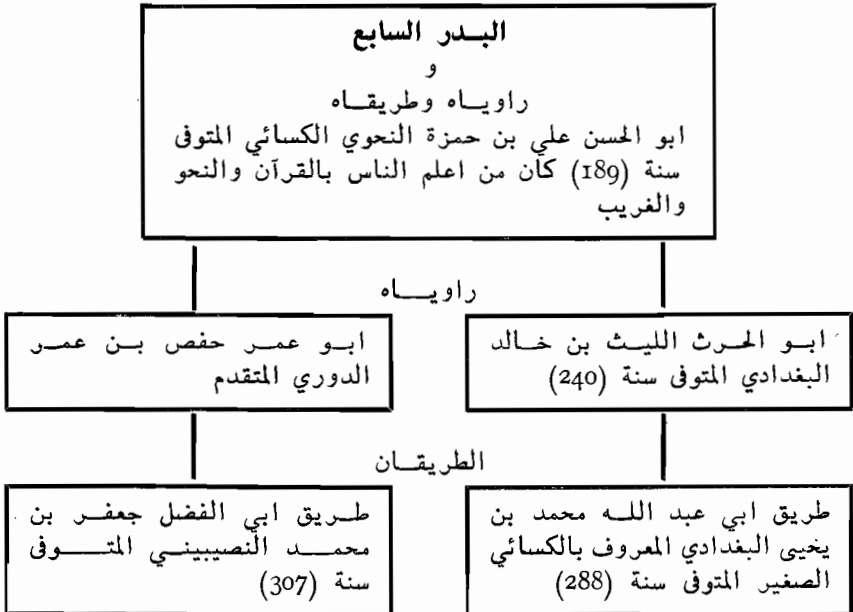 البدر السابع
و
راوياه وطريقاه
ابو الحسن علي بن حمزة النحوي الكسائي المتوفى
سنة (189) كان من اعلم الناس بالقرآن والنحو
والغريب
راوياه
ابو الحرث الليث بن خالد
البغدادي المتوفى سنة (240)
ابو عمر حفص بن عمر
الدوري المتقدم
الطريقان
طريق ابي عبد الله محمد بن
يحيى البغدادي المعروف بالكسائي
الصغير المتوفى سنة (288)
طريق ابي الفضل جعفر بن
محمد النصيبيني المتوفى
سنة (307)